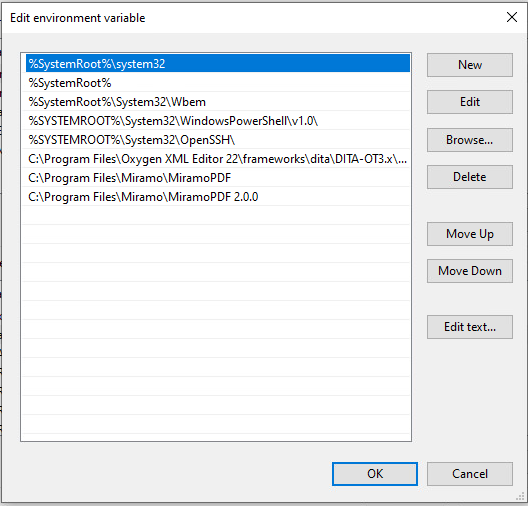 Edit environment variable
%SystemRoot%\system32
%SystemRoot%
%SystemRoot%\System32\Wbem
%SYSTEMROOT%\System32\WindowsPowerShell\v1.0\
%SYSTEMROOT%\System32\OpenSSH\
C:\Program Files\Oxygen XML Editor 22\frameworks\dita\DITA-OT3.x\...
C:\Program Files\Miramo\MiramoPDF
C:\Program Files\Miramo\MiramoPDF 2.0.0
New
Edit
Browse...
Delete
Move Up
Move Down
Edit text...
OK
Cancel